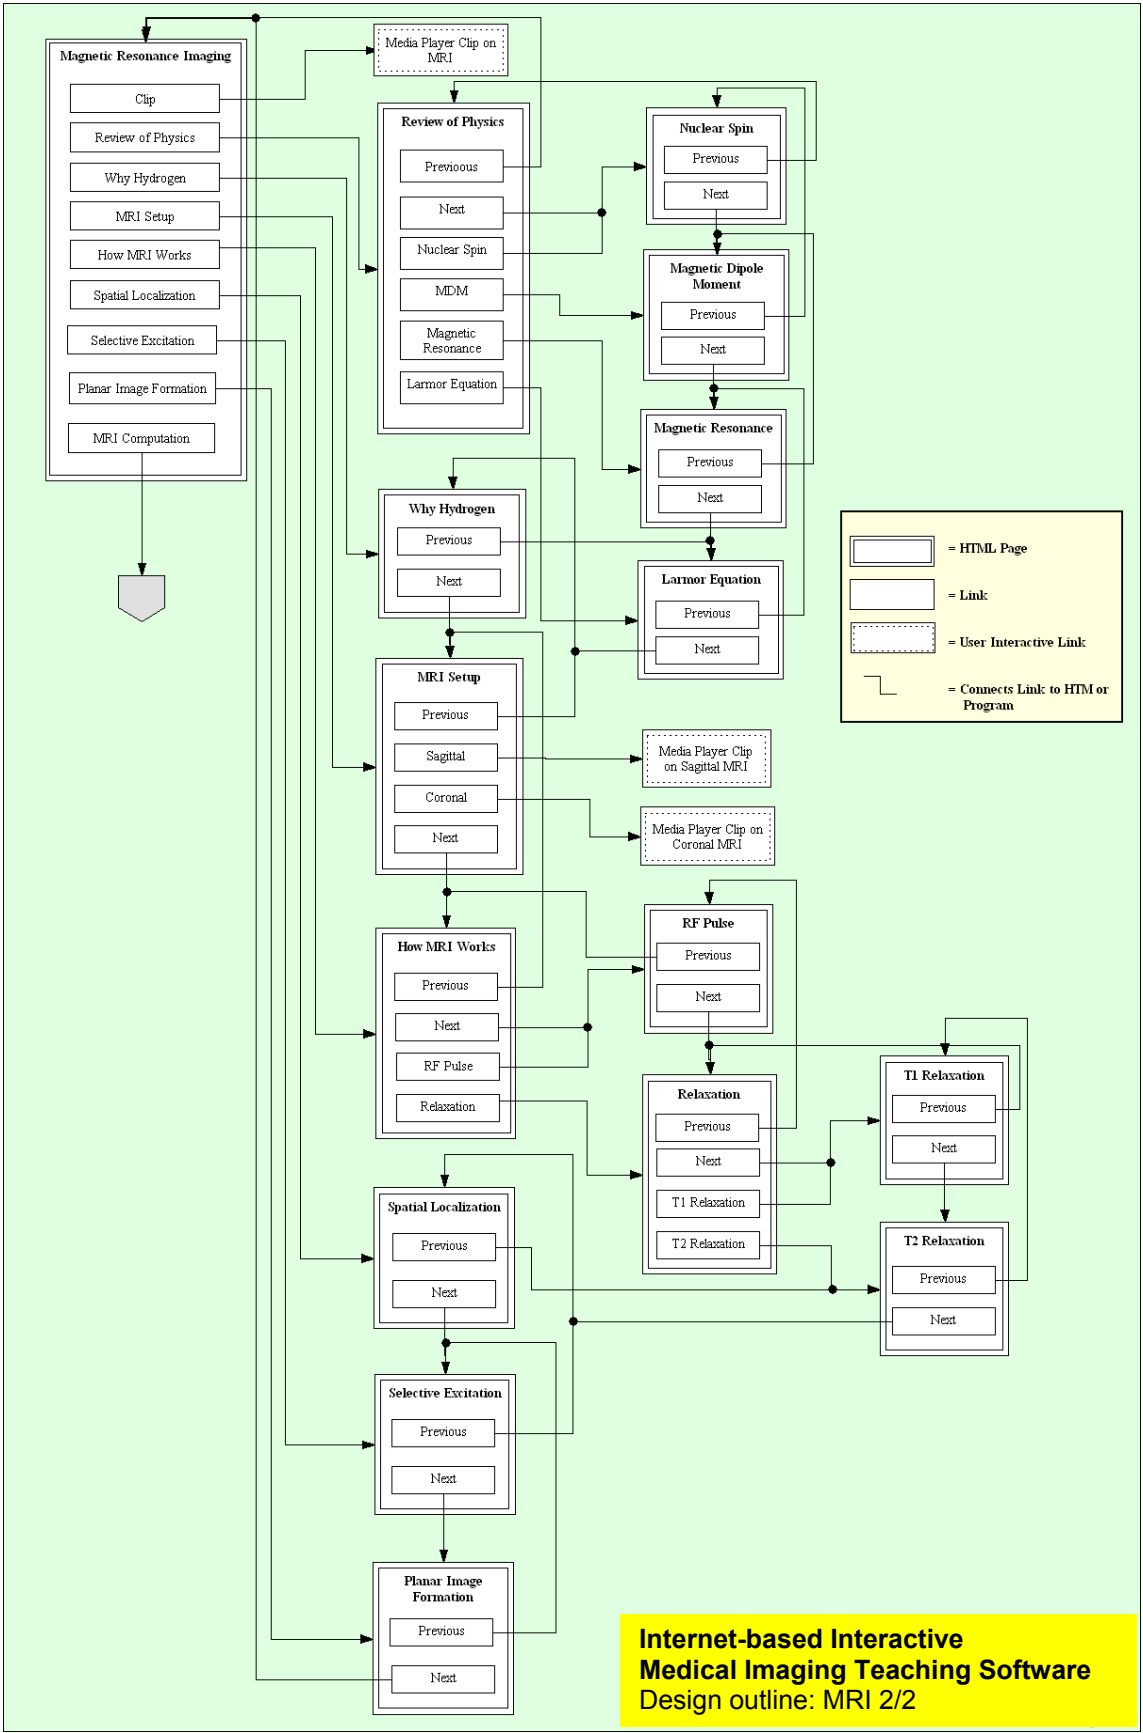 Magnetic Resonance Imaging
Clip
Review of Physics
Why Hydrogen
MRI Setup
How MRI Works
Spatial Localization
Selective Excitation
Planar Image Formation
MRI Computation
Media Player Clip on
MRI
Review of Physics
Previoous
Next
Nuclear Spin
MDM
Magnetic
Resonance
Larmor Equation
Nuclear Spin
Previous
Next
Magnetic Dipole
Moment
Previous
Next
Magnetic Resonance
Previous
Next
Larmor Equation
Previous
Next
Why Hydrogen
Previous
Next
MRI Setup
Previous
Sagittal
Coronal
Next
Media Player Clip
on Sagittal MRI
Media Player Clip on
Coronal MRI
How MRI Works
Previous
Next
RF Pulse
Relaxation
RF Pulse
Previous
Next
Relaxation
Previous
Next
T1 Relaxation
T2 Relaxation
T1 Relaxation
Previous
Next
T2 Relaxation
Previous
Next
Spatial Localization
Previous
Next
Selective Excitation
Previous
Next
Planar Image
Formation
Previous
Next
= HTML Page
= Link
= User Interactive Link
= Connects Link to HTM or
Program
Internet-based Interactive
Medical Imaging Teaching Software
Design outline: MRI 2/2